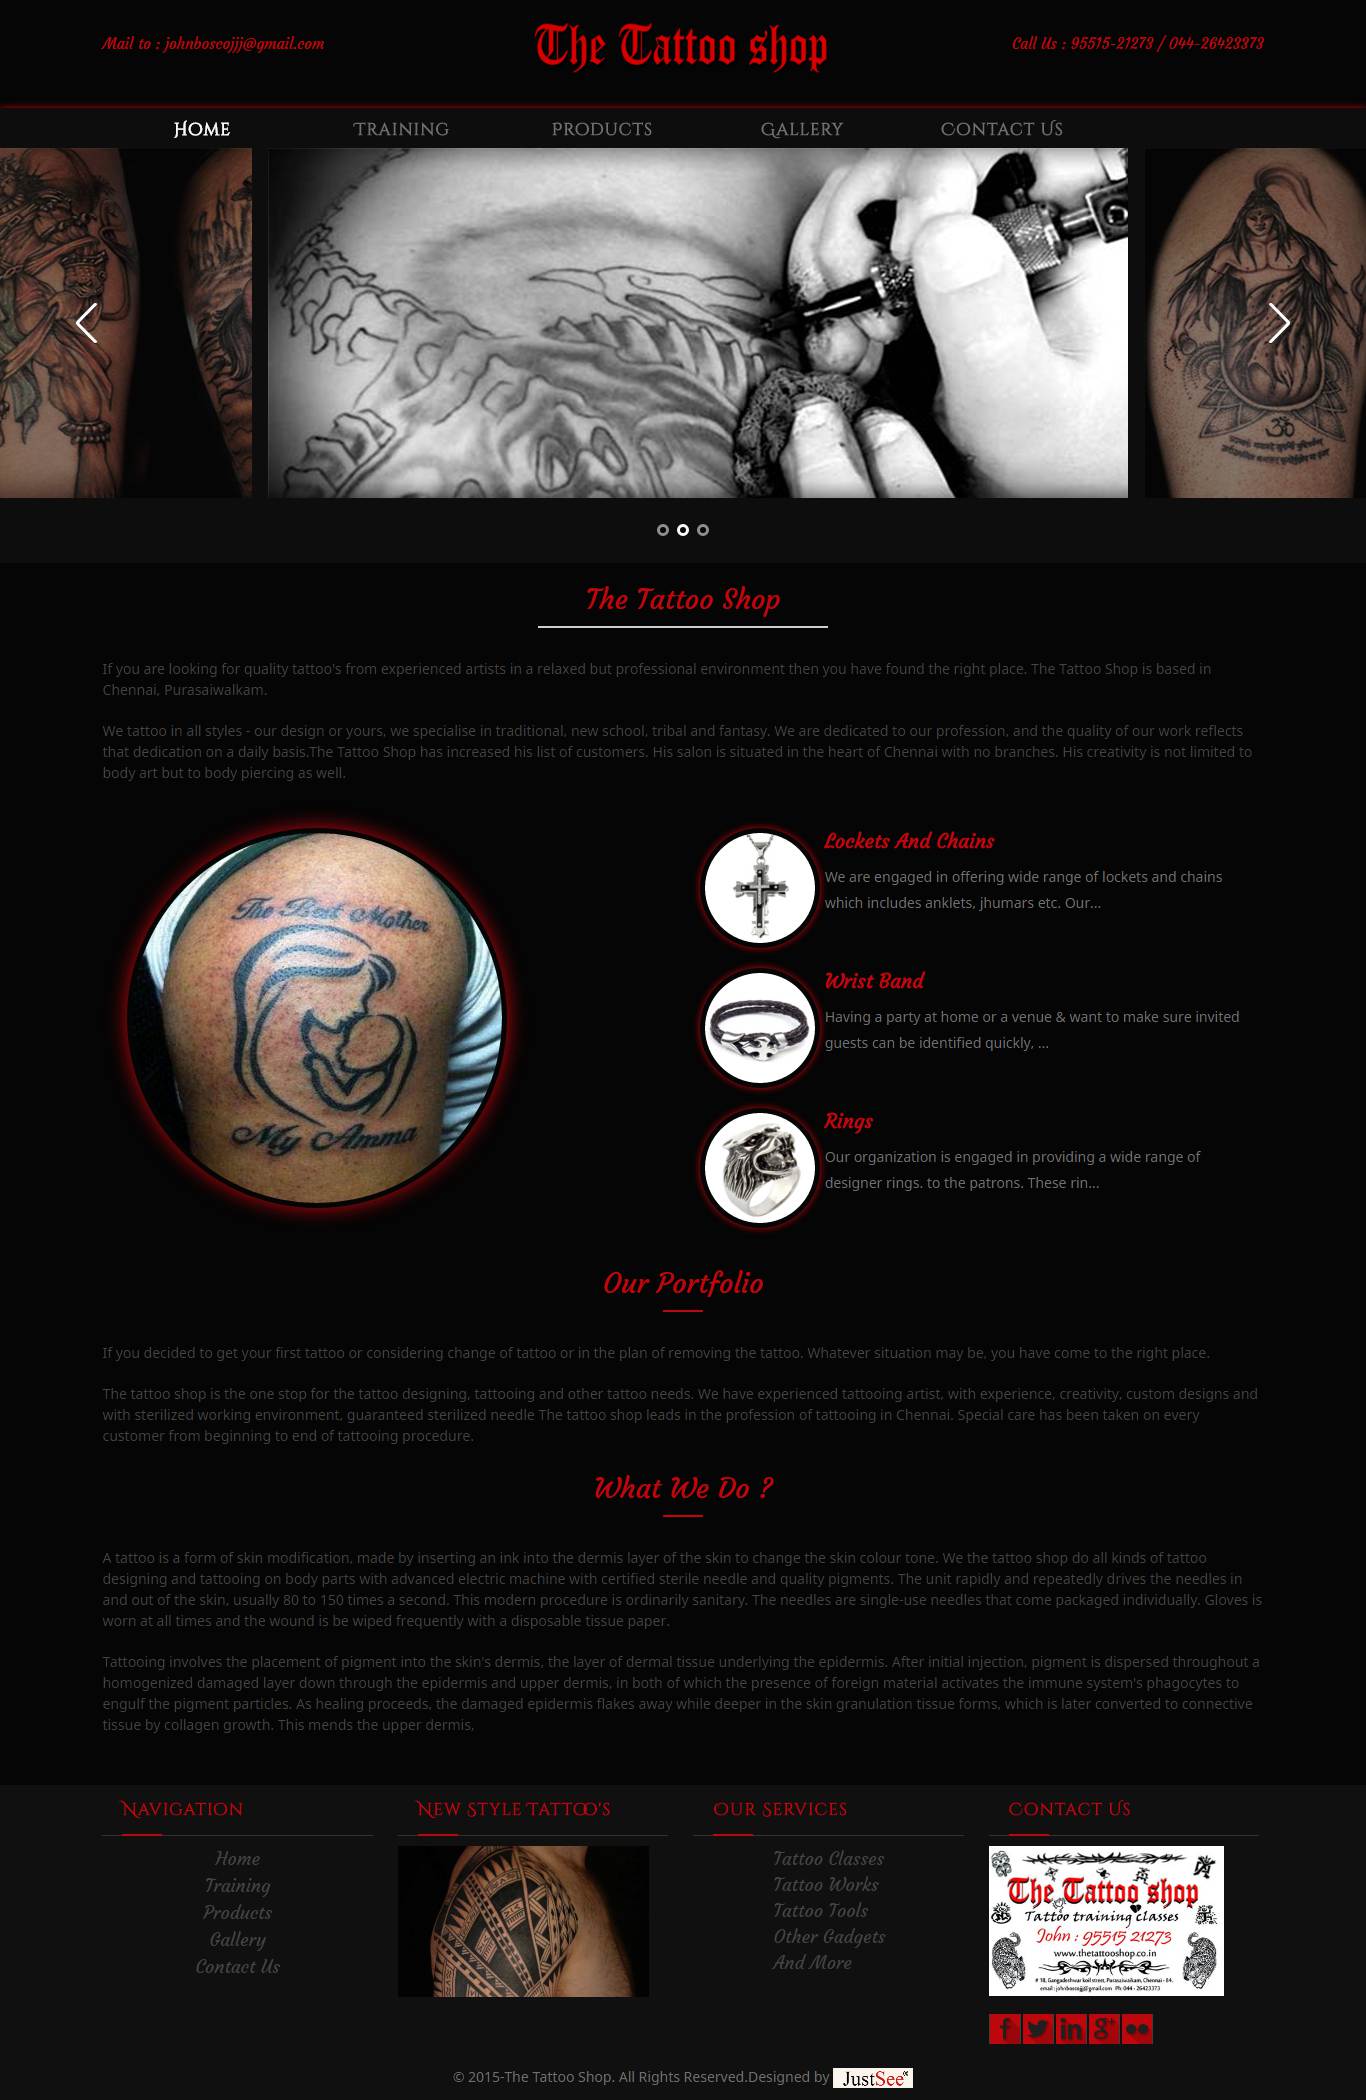 Mail to : johnboscojjj@gmail.com
The Tattoo shop
Call Us : 95515-21273 / 044-26423373
Home
Training
Products
Gallery
Contact Us
The Tattoo Shop
If you are looking for quality tattoo's from experienced artists in a relaxed but professional environment then you have found the right place. The Tattoo Shop is based in
Chennai, Purasaiwalkam.
We tattoo in all styles - our design or yours, we specialise in traditional, new school, tribal and fantasy. We are dedicated to our profession, and the quality of our work reflects
that dedication on a daily basis.The Tattoo Shop has increased his list of customers. His salon is situated in the heart of Chennai with no branches. His creativity is not limited to
body art but to body piercing as well.
The Best Mother
My Amma
Lockets And Chains
We are engaged in offering wide range of lockets and chains
which includes anklets, jhumars etc. Our...
Wrist Band
Having a party at home or a venue & want to make sure invited
guests can be identified quickly, ...
Rings
Our organization is engaged in providing a wide range of
designer rings. to the patrons. These rin...
Our Portfolio
If you decided to get your first tattoo or considering change of tattoo or in the plan of removing the tattoo. Whatever situation may be, you have come to the right place.
The tattoo shop is the one stop for the tattoo designing, tattooing and other tattoo needs. We have experienced tattooing artist, with experience, creativity, custom designs and
with sterilized working environment, guaranteed sterilized needle The tattoo shop leads in the profession of tattooing in Chennai. Special care has been taken on every
customer from beginning to end of tattooing procedure.
What We Do ?
A tattoo is a form of skin modification, made by inserting an ink into the dermis layer of the skin to change the skin colour tone. We the tattoo shop do all kinds of tattoo
designing and tattooing on body parts with advanced electric machine with certified sterile needle and quality pigments. The unit rapidly and repeatedly drives the needles in
and out of the skin, usually 80 to 150 times a second. This modern procedure is ordinarily sanitary. The needles are single-use needles that come packaged individually. Gloves is
worn at all times and the wound is be wiped frequently with a disposable tissue paper.
Tattooing involves the placement of pigment into the skin's dermis, the layer of dermal tissue underlying the epidermis. After initial injection, pigment is dispersed throughout a
homogenized damaged layer down through the epidermis and upper dermis, in both of which the presence of foreign material activates the immune system's phagocytes to
engulf the pigment particles. As healing proceeds, the damaged epidermis flakes away while deeper in the skin granulation tissue forms, which is later converted to connective
tissue by collagen growth. This mends the upper dermis,
Navigation
Home
Training
Products
Gallery
Contact Us
New Style Tattoo's
Our Services
Tattoo Classes
Tattoo Works
Tattoo Tools
Other Gadgets
And More
Contact Us
The Tattoo shop
Tattoo training classes
John : 95515 21273
www.thetattooshop.co.in
# 18, Gangadeshwar koil street, Purasaiwakam, Chennai - 84.
email : johnboscojjj@gmail.com Ph: 044 - 26423373
© 2015-The Tattoo Shop. All Rights Reserved.Designed by JustSee